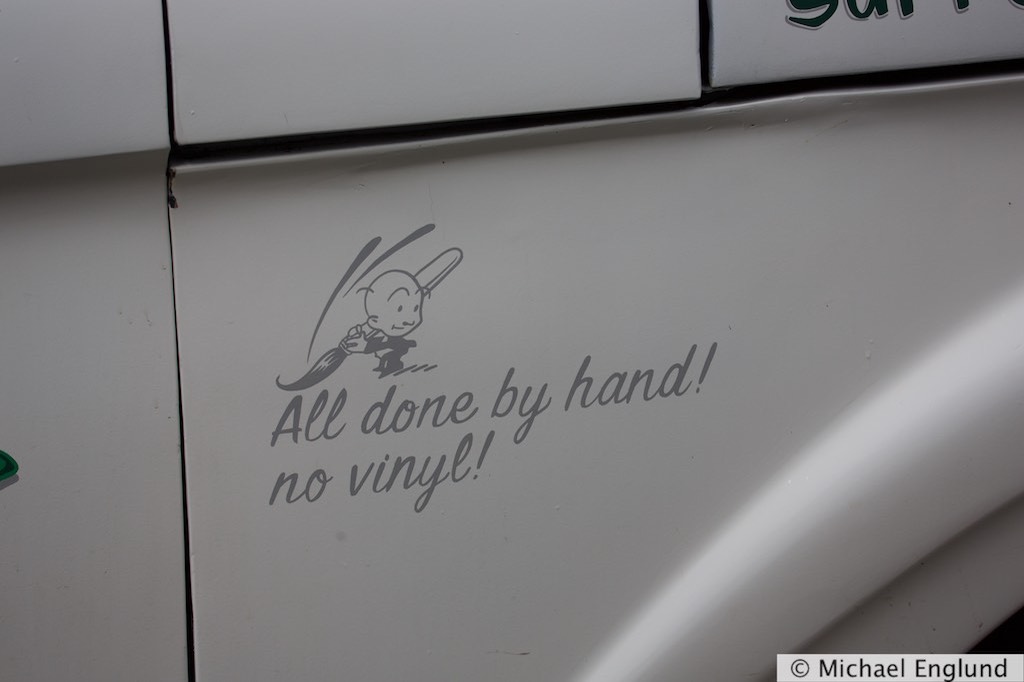 All done by hand!
no vinyl!
© Michael Englund